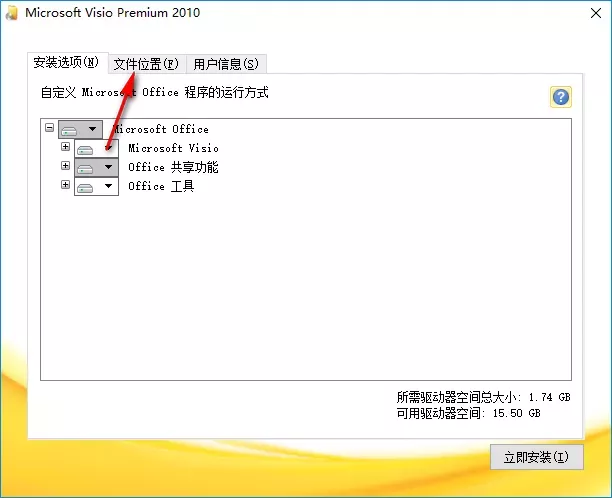 Microsoft Visio Premium 2010
安装选项(N) 文件位置(F) 用户信息(S)
自定义 Microsoft Office 程序的运行方式
Microsoft Office
Microsoft Visio
Office 共享功能
Office 工具
所需驱动器空间总大小: 1.74 GB
可用驱动器空间: 15.50 GB
立即安装(I)